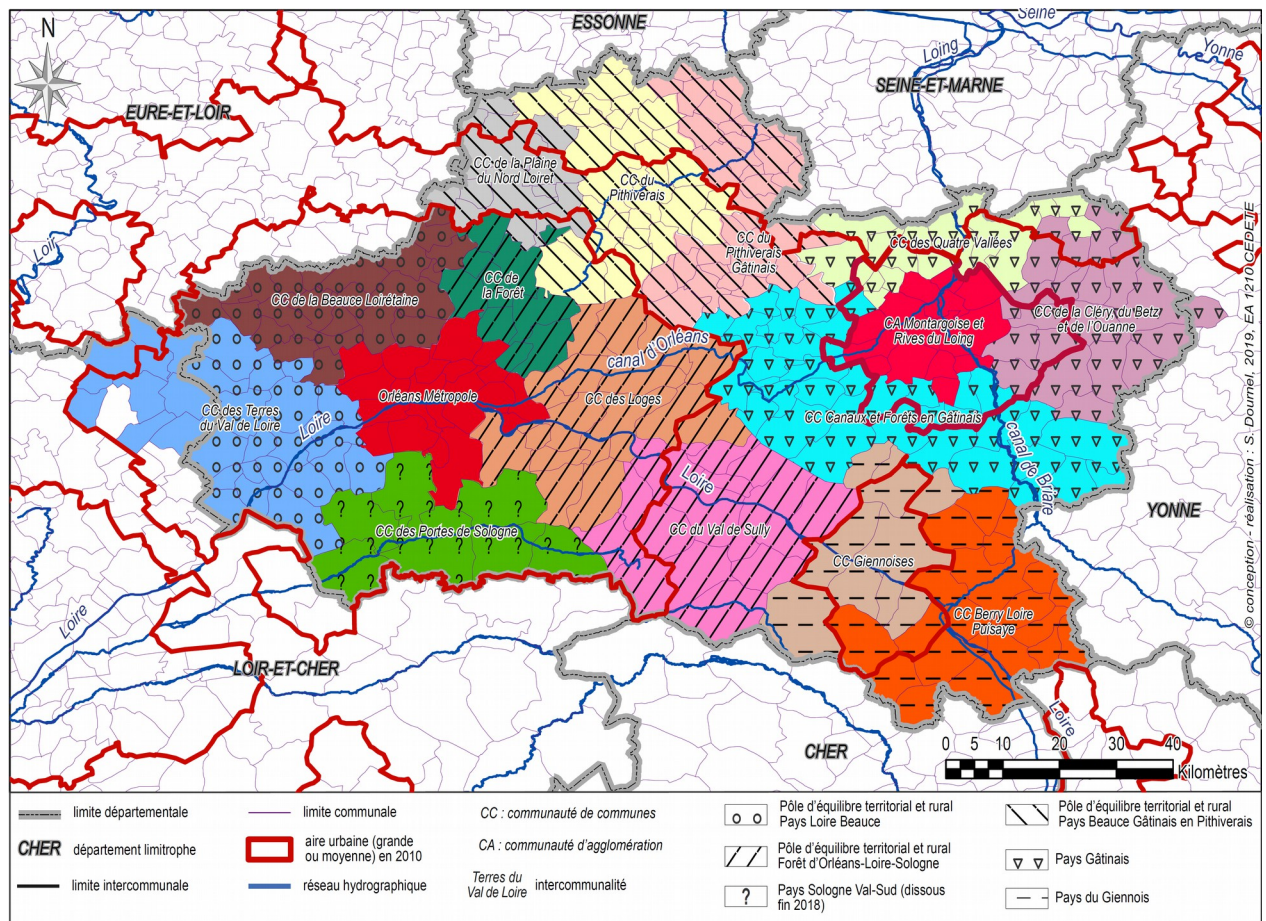 N
ESSONNE
Seine
Loing
Yonne
SEINE-ET-MARNE
EURE-ET-LOIR
CC de la Plaine
du Nord Loiret
CC du
Pithiverais
Loir
CC du
Pithiverais
Gâtinais
CC des Quatre Vallées
CC de
la Forêt
CC de la Beauce Loirétaine
CA Montargoise et
Rives du Loing
CC de la Cléry, du Betz
et de l'Ouanne
canal d'Orléans
Orléans Métropole
CC des Loges
CC des Terres
du Val de Loire
Loire
CC Canaux et Forêts en Gâtinais
canal de Briare
Loire
YONNE
CC des Portes de Sologne
CC du Val de Sully
CC Giennoises
CC Berry Loire
Puisaye
Loire
LOIR-ET-CHER
Loire
CHER
0 5 10 20 30 40
Kilomètres
© conception - réalisation : S. Dournel, 2019. EA 1210 CEDETE
limite départementale
CHER département limitrophe
limite intercommunale
limite communale
aire urbaine (grande
ou moyenne) en 2010
réseau hydrographique
CC : communauté de communes
CA : communauté d'agglomération
Terres du
Val de Loire intercommunalité
Pôle d'équilibre territorial et rural
Pays Loire Beauce
Pôle d'équilibre territorial et rural
Forêt d'Orléans-Loire-Sologne
? Pays Sologne Val-Sud (dissous
fin 2018)
Pôle d'équilibre territorial et rural
Pays Beauce Gâtinais en Pithiverais
Pays Gâtinais
Pays du Giennois